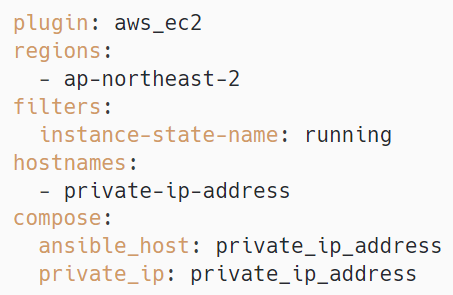 plugin: aws_ec2
regions:
  - ap-northeast-2
filters:
  instance-state-name: running
hostnames:
  - private-ip-address
compose:
  ansible_host: private_ip_address
  private_ip: private_ip_address